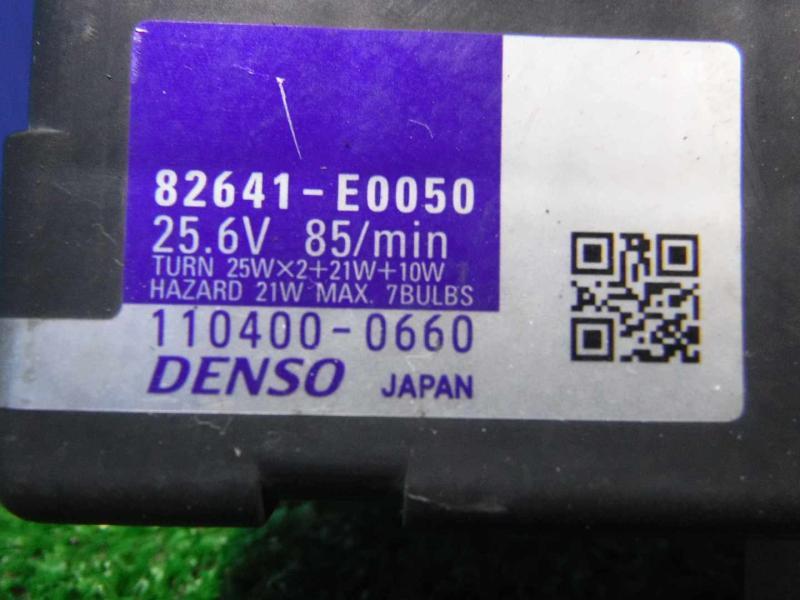 82641-E0050
25.6V 85/min
TURN 25W×2+21W+10W
HAZARD 21W MAX. 7BULBS
110400-0660
DENSO JAPAN